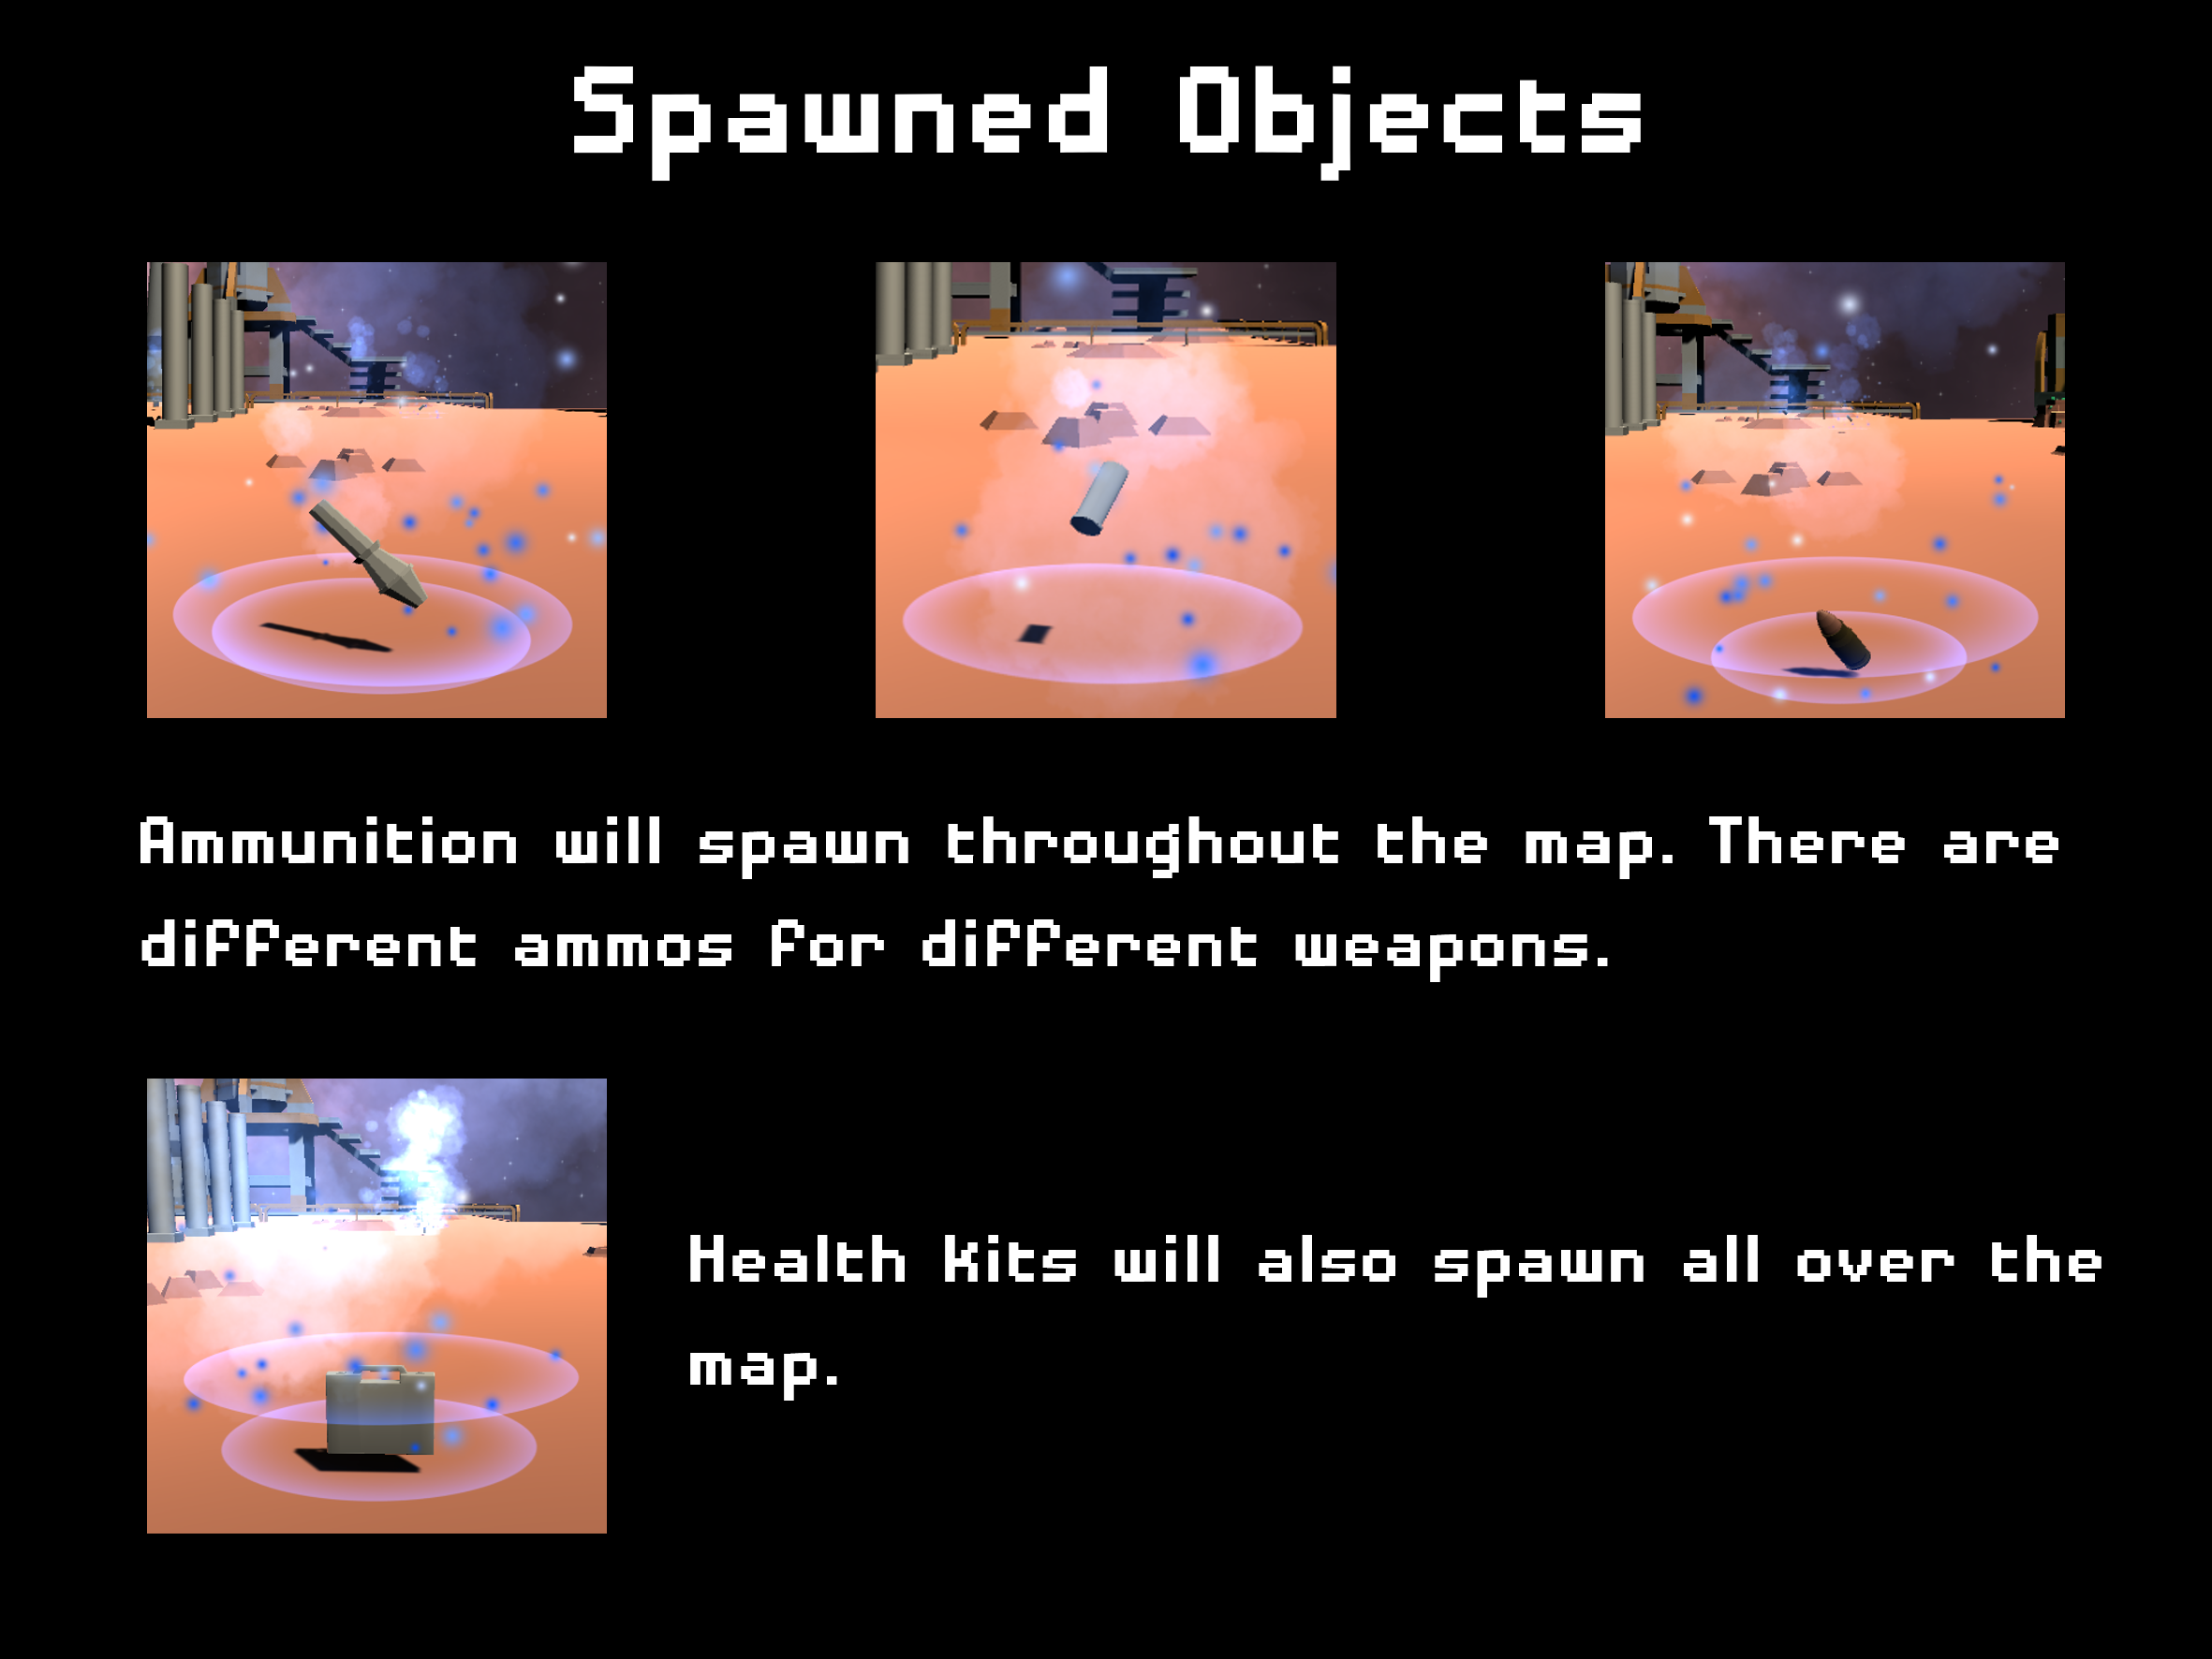 Spawned Objects
Ammunition will spawn throughout the map. There are
different ammos for different weapons.
Health kits will also spawn all over the
map.